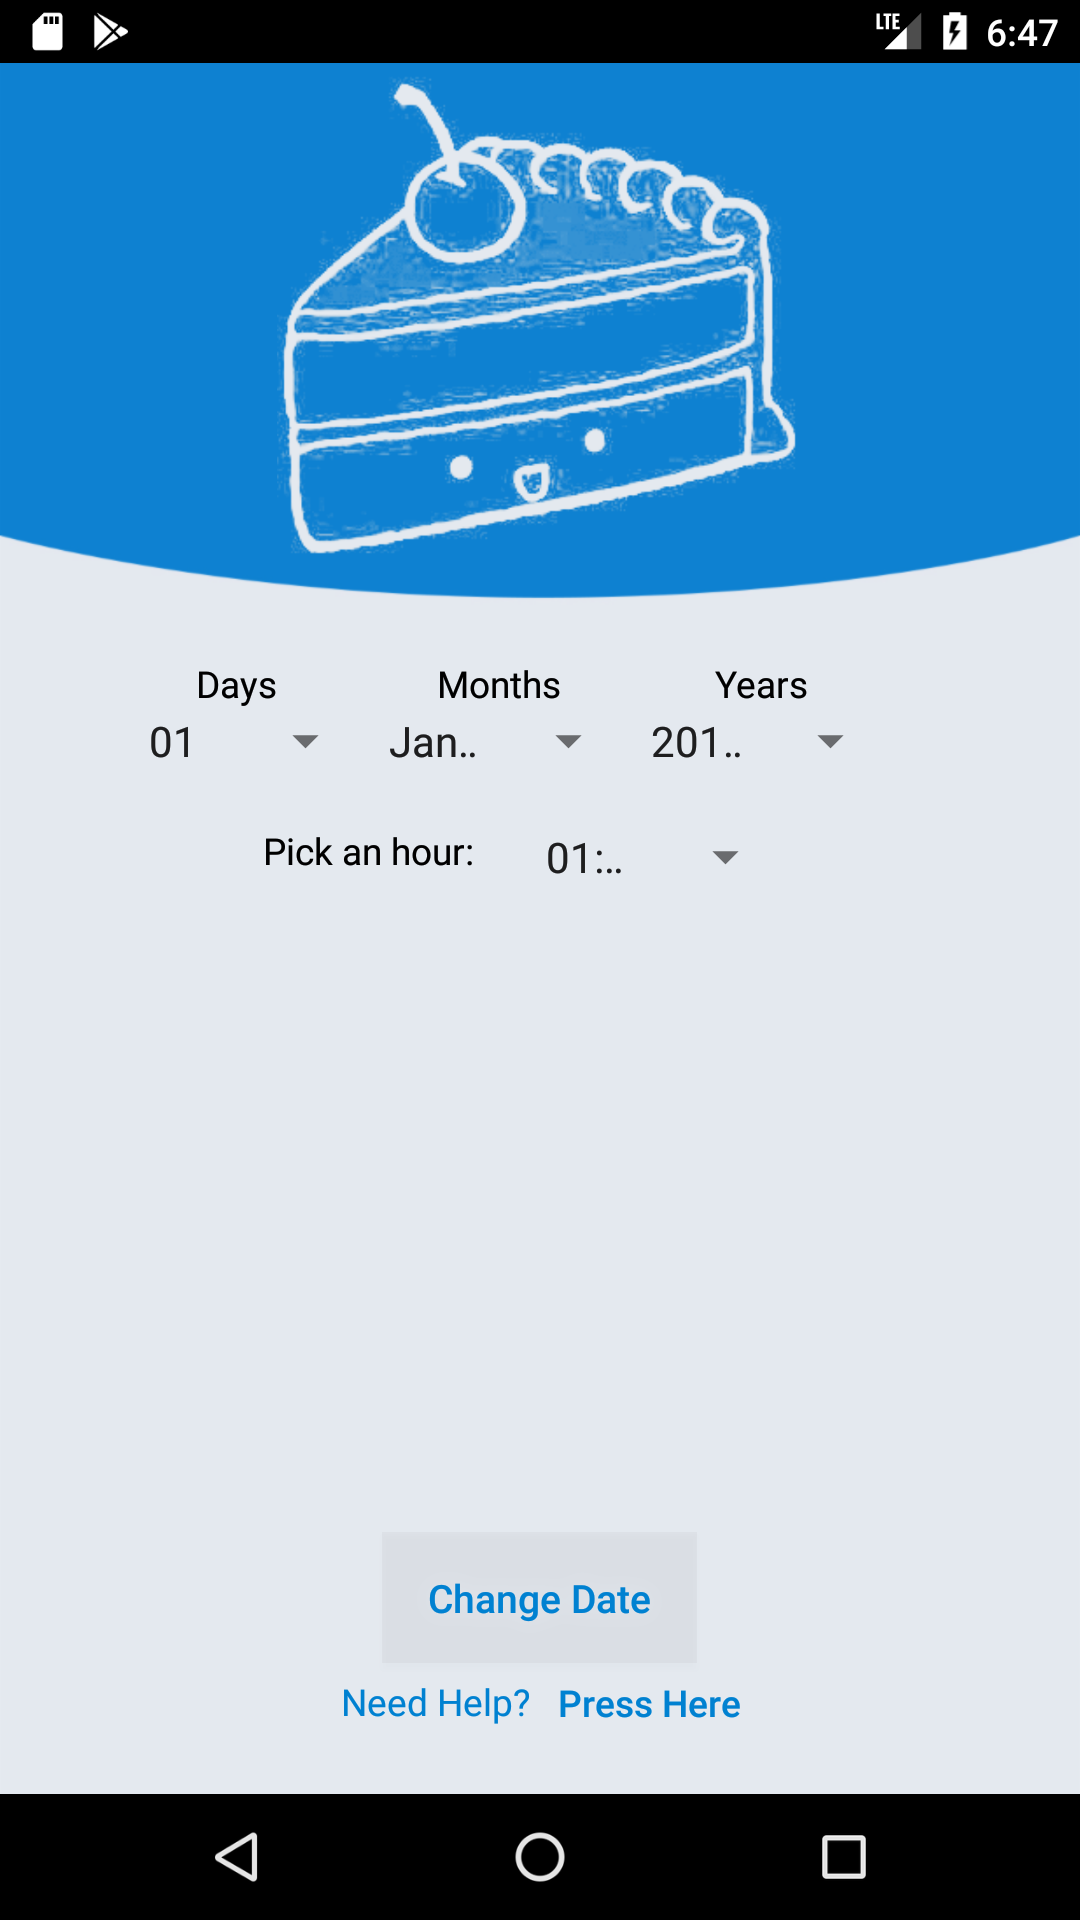 LTE 6:47
Days Months Years
01 Jan.. 201..
Pick an hour: 01:..
Change Date
Need Help? Press Here